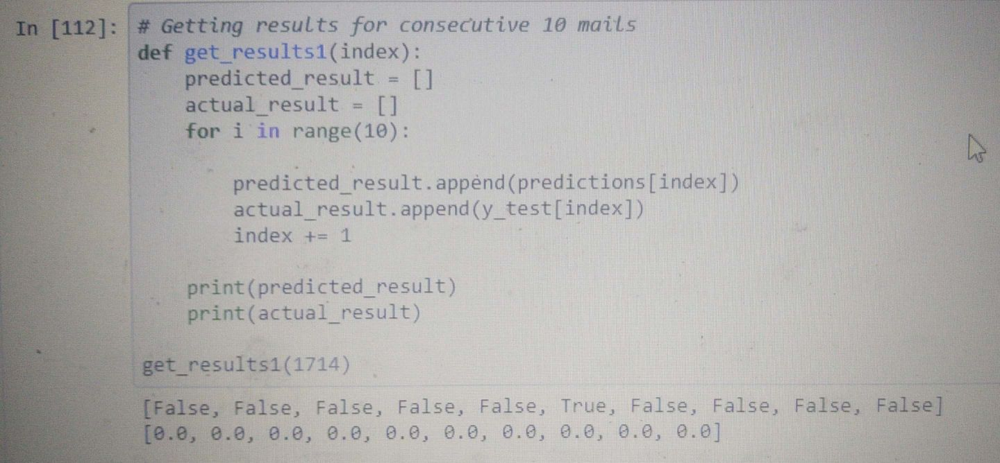 In [112]: # Getting results for consecutive 10 mails
def get_results1(index):
    predicted_result = []
    actual_result = []
    for i in range(10):

        predicted_result.append(predictions[index])
        actual_result.append(y_test[index])
        index += 1

    print(predicted_result)
    print(actual_result)

get_results1(1714)
[False, False, False, False, False, True, False, False, False, False]
[0.0, 0.0, 0.0, 0.0, 0.0, 0.0, 0.0, 0.0, 0.0, 0.0]